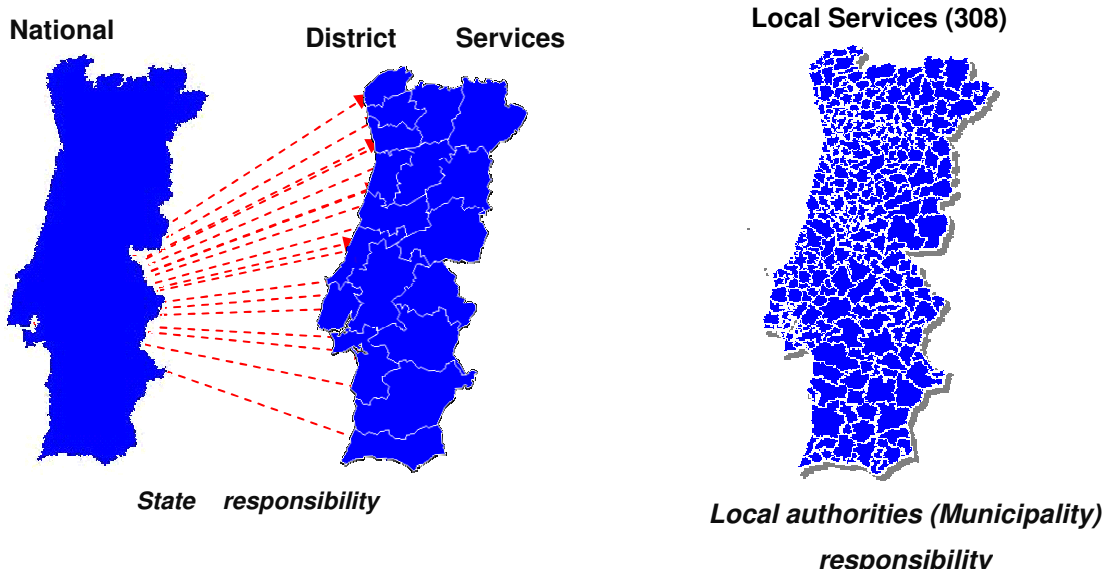 National
District Services
Local Services (308)
State responsibility
Local authorities (Municipality)
responsibility